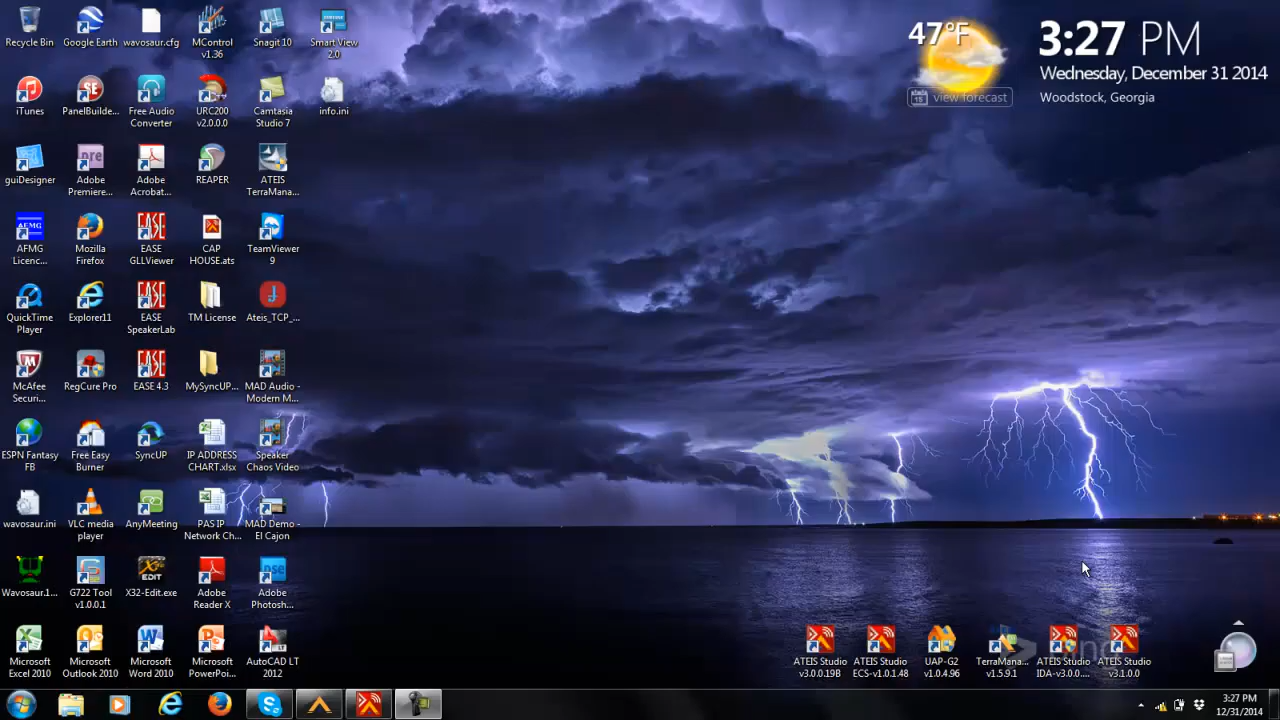 Recycle Bin
Google Earth
wavosaur.cfg
MControl
v1.36
Snagit 10
Smart View
2.0
47°F
view forecast
3:27 PM
Wednesday, December 31 2014
Woodstock, Georgia
iTunes
PanelBuilde...
Free Audio
Converter
URC200
v2.0.0.0
Camtasia
Studio 7
info.ini
guiDesigner
Adobe
Premiere...
Adobe
Acrobat...
REAPER
ATEIS
TerraMana...
AFMG
Licenc...
Mozilla
Firefox
EASE
GLLViewer
CAP
HOUSE.ats
TeamViewer
9
QuickTime
Player
Explorer11
EASE
SpeakerLab
TM License
Ateis_TCP_...
McAfee
Securi...
RegCure Pro
EASE 4.3
MySyncUP...
MAD Audio -
Modern M...
ESPN Fantasy
FB
Free Easy
Burner
SyncUP
IP ADDRESS
CHART.xlsx
Speaker
Chaos Video
wavosaur.ini
VLC media
player
AnyMeeting
PAS IP
Network Ch...
MAD Demo -
El Cajon
Wavosaur.1...
G722 Tool
v1.0.0.1
X32-Edit.exe
Adobe
Reader X
Adobe
Photosh...
Microsoft
Excel 2010
Microsoft
Outlook 2010
Microsoft
Word 2010
Microsoft
PowerPoi...
AutoCAD LT
2012
ATEIS Studio
v3.0.0.19B
ATEIS Studio
ECS-v1.0.1.48
UAP-G2
v1.0.4.96
TerraMana...
v1.5.9.1
ATEIS Studio
IDA-v3.0.0....
ATEIS Studio
v3.1.0.0
3:27 PM
12/31/2014